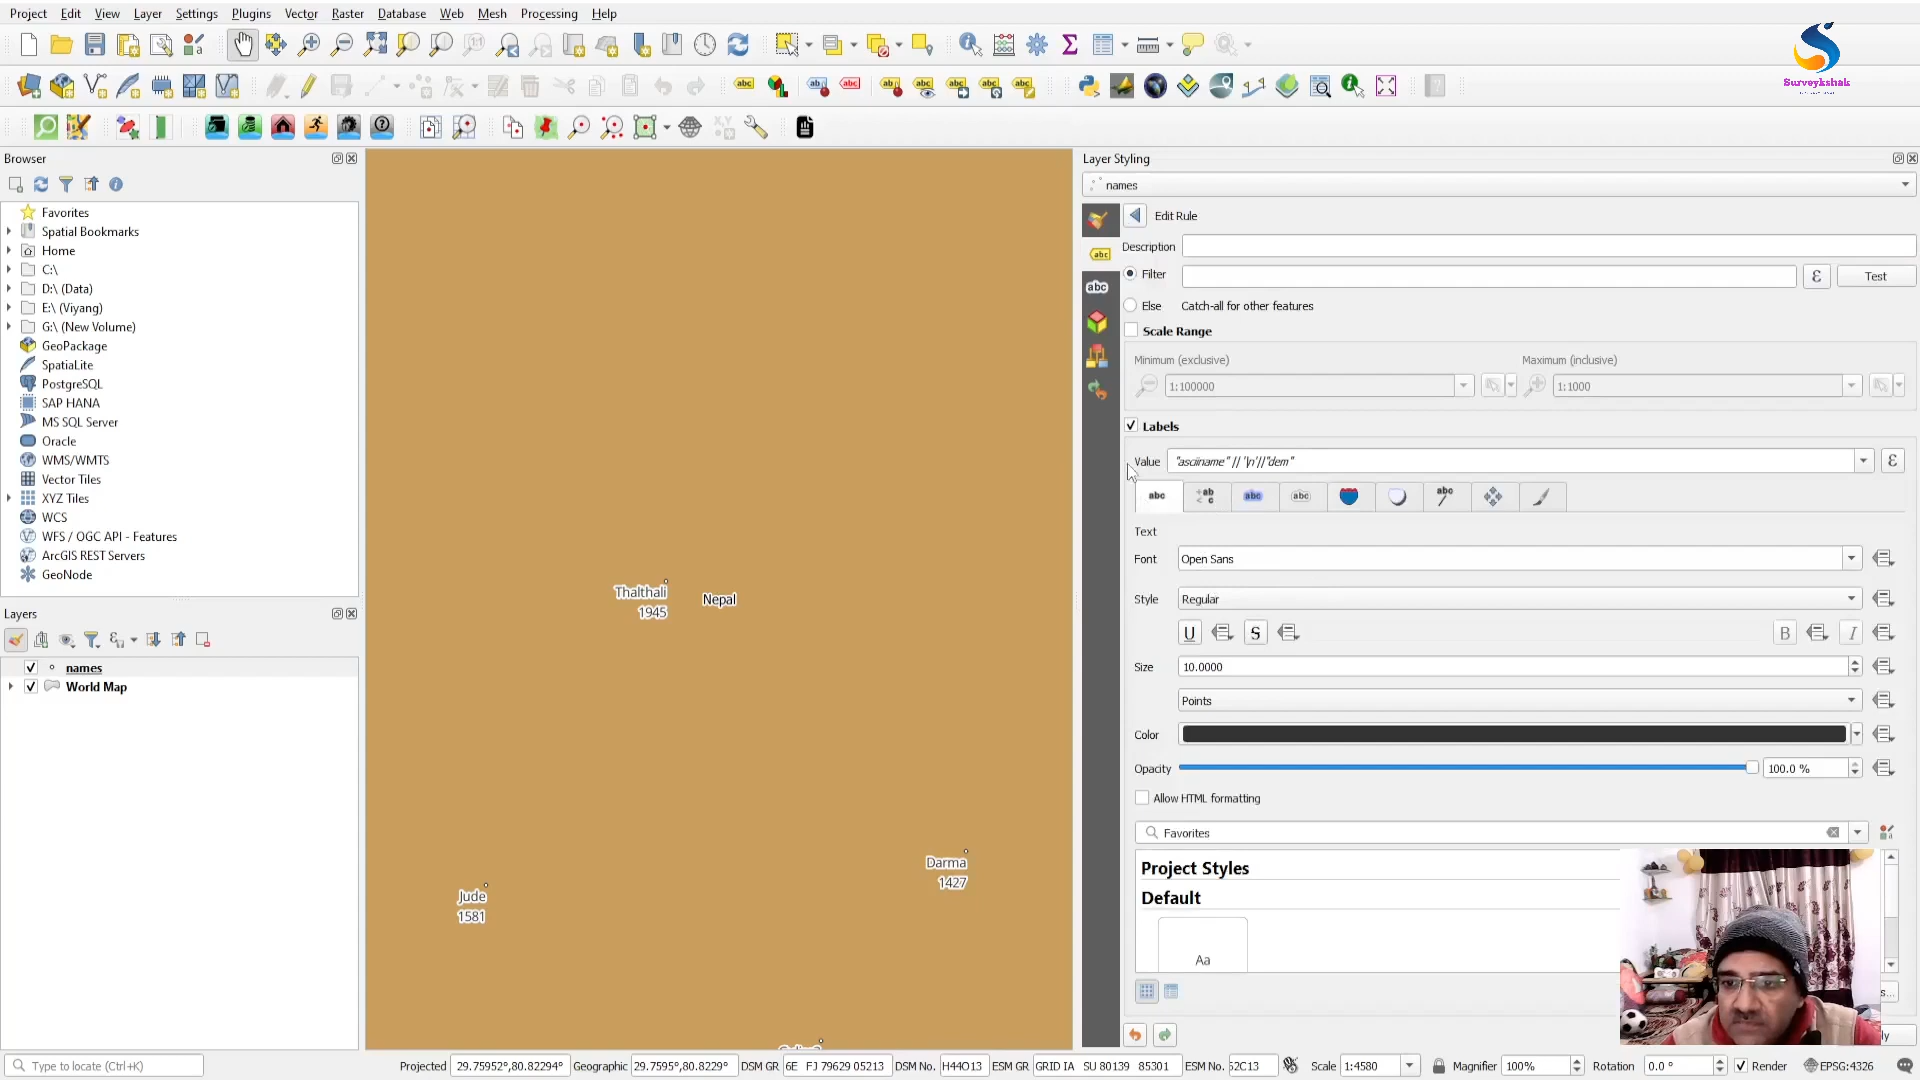 Project Edit View Layer Settings Plugins Vector Raster Database Web Mesh Processing Help
Surveykshak
Browser
Favorites
Spatial Bookmarks
Home
C:\
D:\ (Data)
E:\ (Viyang)
G:\ (New Volume)
GeoPackage
SpatiaLite
PostgreSQL
SAP HANA
MS SQL Server
Oracle
WMS/WMTS
Vector Tiles
XYZ Tiles
WCS
WFS / OGC API - Features
ArcGIS REST Servers
GeoNode
Layers
names
World Map
Thalthali
1945
Nepal
Darma
1427
Jude
1581
Layer Styling
names
Edit Rule
Description
Filter
ε Test
Else Catch-all for other features
Scale Range
Minimum (exclusive) Maximum (inclusive)
1:100000 1:1000
Labels
Value "asciiname" || '\n'||"dem" ε
Text
Font Open Sans
Style Regular
U S B I
Size 10.0000
Points
Color
Opacity 100.0 %
Allow HTML formatting
Favorites
Project Styles
Default
Aa
Type to locate (Ctrl+K) Projected 29.75952°,80.82294° Geographic 29.7595°,80.8229° DSM GR 6E FJ 79629 05213 DSM No. H44O13 ESM GR GRID IA SU 80139 85301 ESM No. 62C13 Scale 1:4580 Magnifier 100% Rotation 0.0 ° Render EPSG:4326